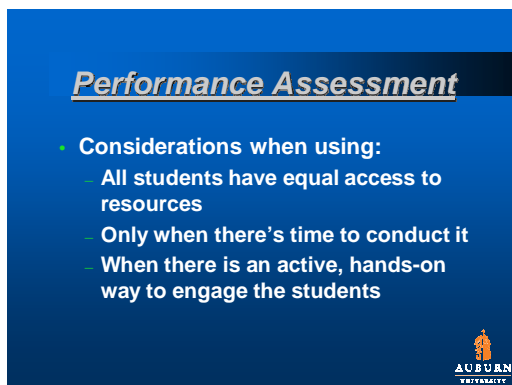 Performance Assessment
• Considerations when using:
– All students have equal access to
resources
– Only when there's time to conduct it
– When there is an active, hands-on
way to engage the students
AUBURN
UNIVERSITY